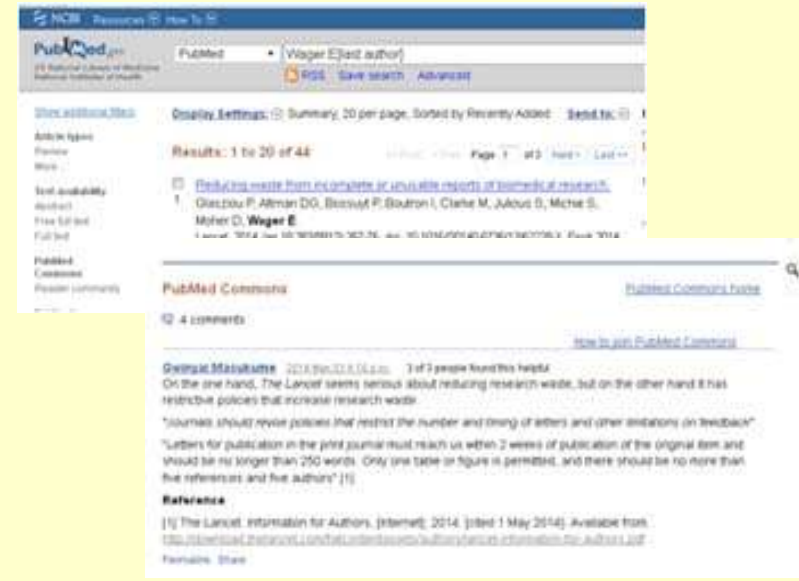 NCBI Resources How To
PubMed.gov
US National Library of Medicine
National Institutes of Health
PubMed
(Wager E[last author]
RSS Save search Advanced
Show additional filters
Display Settings: Summary, 20 per page, Sorted by Recently Added Send to:
Article types
Review
More ...
Text availability
Abstract
Free full text
Full text
PubMed
Commons
Reader comments
Results: 1 to 20 of 44
Page 1 of 3 Next > Last >>
Reducing waste from incomplete or unusable reports of biomedical research.
1. Glasziou P, Altman DG, Bossuyt P, Boutron I, Clarke M, Julious S, Michie S,
Moher D, Wager E.
PubMed Commons
PubMed Commons home
4 comments
How to join PubMed Commons
Gwinyai Masukume 3 of 3 people found this helpful
On the one hand, The Lancet seems serious about reducing research waste, but on the other hand it has
restrictive policies that increase research waste
"Journals should revise policies that restrict the number and timing of letters and other limitations on feedback"
"Letters for publication in the print journal must reach us within 2 weeks of publication of the original item and
should be no longer than 250 words. Only one table or figure is permitted, and there should be no more than
five references and five authors" [1]
Reference
[1] The Lancet. Information for Authors. [Internet]; 2014. [cited 1 May 2014]. Available from
Permalink Share